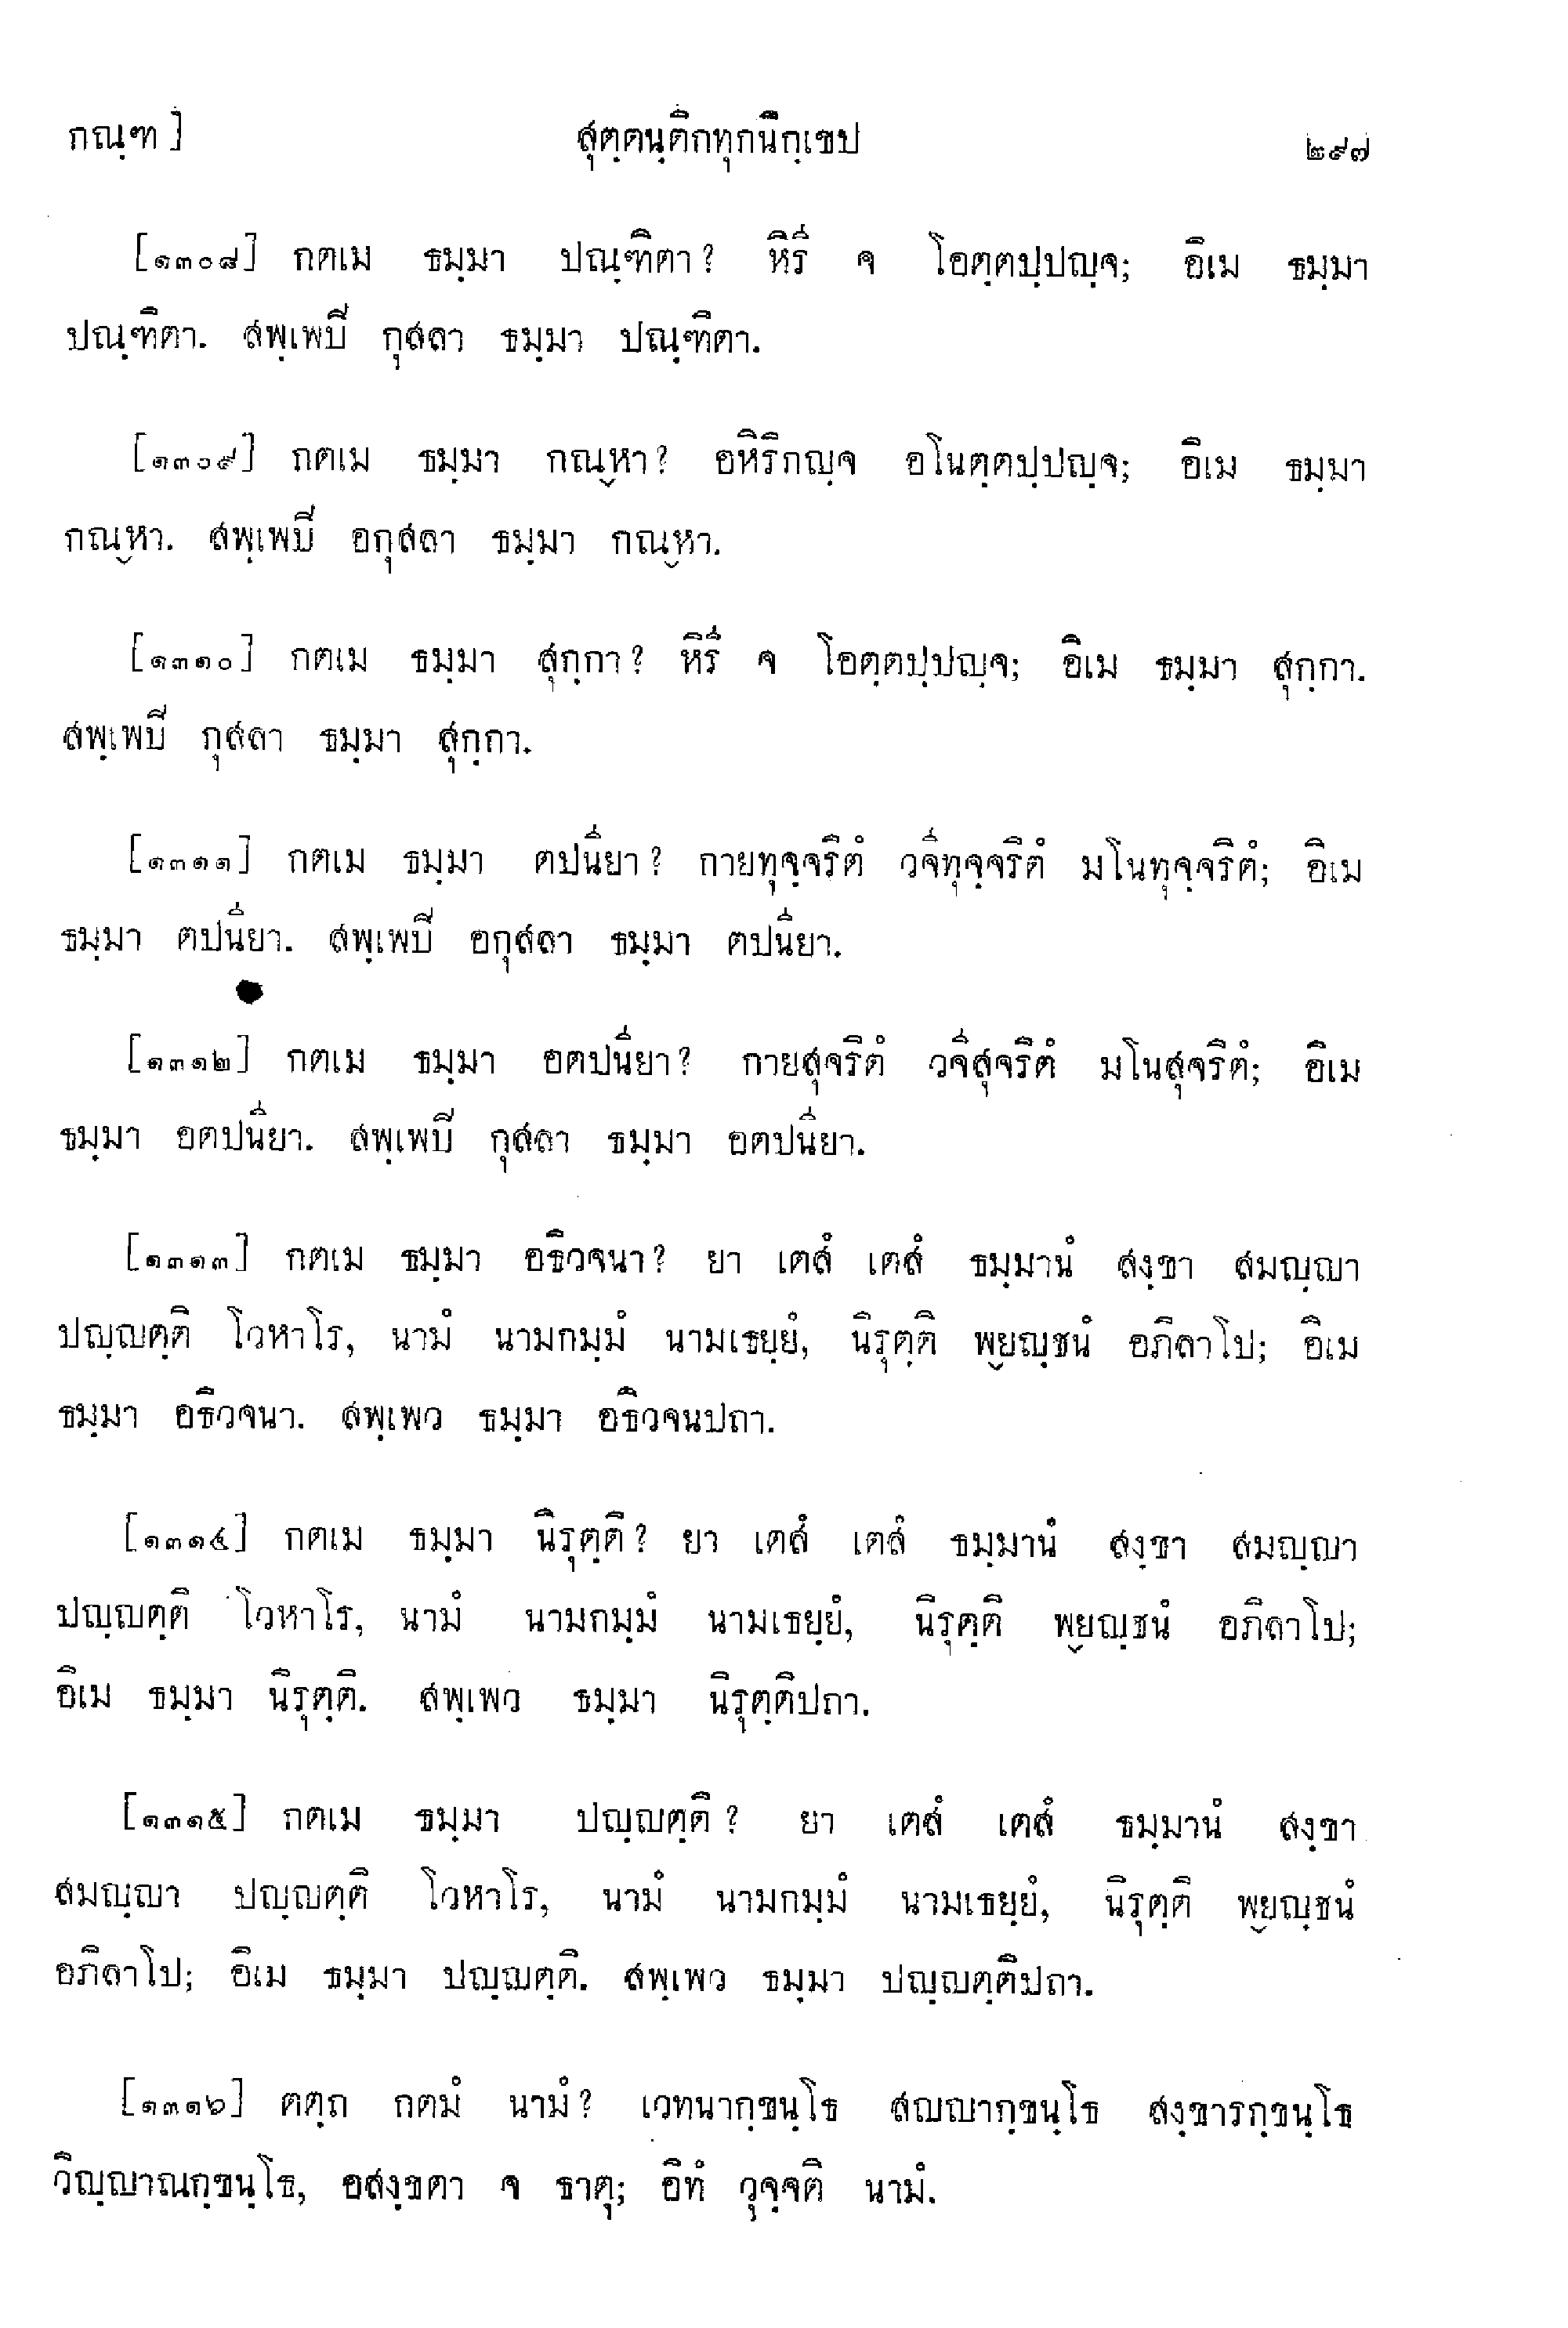 กณฺฑ ] สุตฺตนฺติกทุกนิกฺเขป ๒๙๗
[๑๓๐๘] กตเม ธมฺมา ปณฺฑิตา? หิรี จ โอตฺตปฺปญฺจ; อิเม ธมฺมา
ปณฺฑิตา. สพฺเพปิ กุสลา ธมฺมา ปณฺฑิตา.
[๑๓๐๙] กตเม ธมฺมา กณ๎หา? อหิริกญฺจ อโนตฺตปฺปญฺจ; อิเม ธมฺมา
กณ๎หา. สพฺเพปิ อกุสลา ธมฺมา กณ๎หา.
[๑๓๑๐] กตเม ธมฺมา สุกฺกา? หิรี จ โอตฺตปฺปญฺจ; อิเม ธมฺมา สุกฺกา.
สพฺเพปิ กุสลา ธมฺมา สุกฺกา.
[๑๓๑๑] กตเม ธมฺมา ตปนียา? กายทุจฺจริตํ วจีทุจฺจริตํ มโนทุจฺจริตํ; อิเม
ธมฺมา ตปนียา. สพฺเพปิ อกุสลา ธมฺมา ตปนียา.
[๑๓๑๒] กตเม ธมฺมา อตปนียา? กายสุจริตํ วจีสุจริตํ มโนสุจริตํ; อิเม
ธมฺมา อตปนียา. สพฺเพปิ กุสลา ธมฺมา อตปนียา.
[๑๓๑๓] กตเม ธมฺมา อธิวจนา? ยา เตสํ เตสํ ธมฺมานํ สงฺขา สมญฺญา
ปญฺญตฺติ โวหาโร, นามํ นามกมฺมํ นามเธยฺยํ, นิรุตฺติ พ๎ยญฺชนํ อภิลาโป; อิเม
ธมฺมา อธิวจนา. สพฺเพว ธมฺมา อธิวจนปถา.
[๑๓๑๔] กตเม ธมฺมา นิรุตฺติ? ยา เตสํ เตสํ ธมฺมานํ สงฺขา สมญฺญา
ปญฺญตฺติ โวหาโร, นามํ นามกมฺมํ นามเธยฺยํ, นิรุตฺติ พ๎ยญฺชนํ อภิลาโป;
อิเม ธมฺมา นิรุตฺติ. สพฺเพว ธมฺมา นิรุตฺติปถา.
[๑๓๑๕] กตเม ธมฺมา ปญฺญตฺติ? ยา เตสํ เตสํ ธมฺมานํ สงฺขา
สมญฺญา ปญฺญตฺติ โวหาโร, นามํ นามกมฺมํ นามเธยฺยํ, นิรุตฺติ พ๎ยญฺชนํ
อภิลาโป; อิเม ธมฺมา ปญฺญตฺติ. สพฺเพว ธมฺมา ปญฺญตฺติปถา.
[๑๓๑๖] ตตฺถ กตมํ นามํ? เวทนากฺขนฺโธ สญญากฺขนฺโธ สงฺขารกฺขนฺโธ
วิญฺญาณกฺขนฺโธ, อสงฺขตา จ ธาตุ; อิทํ วุจฺจติ นามํ.